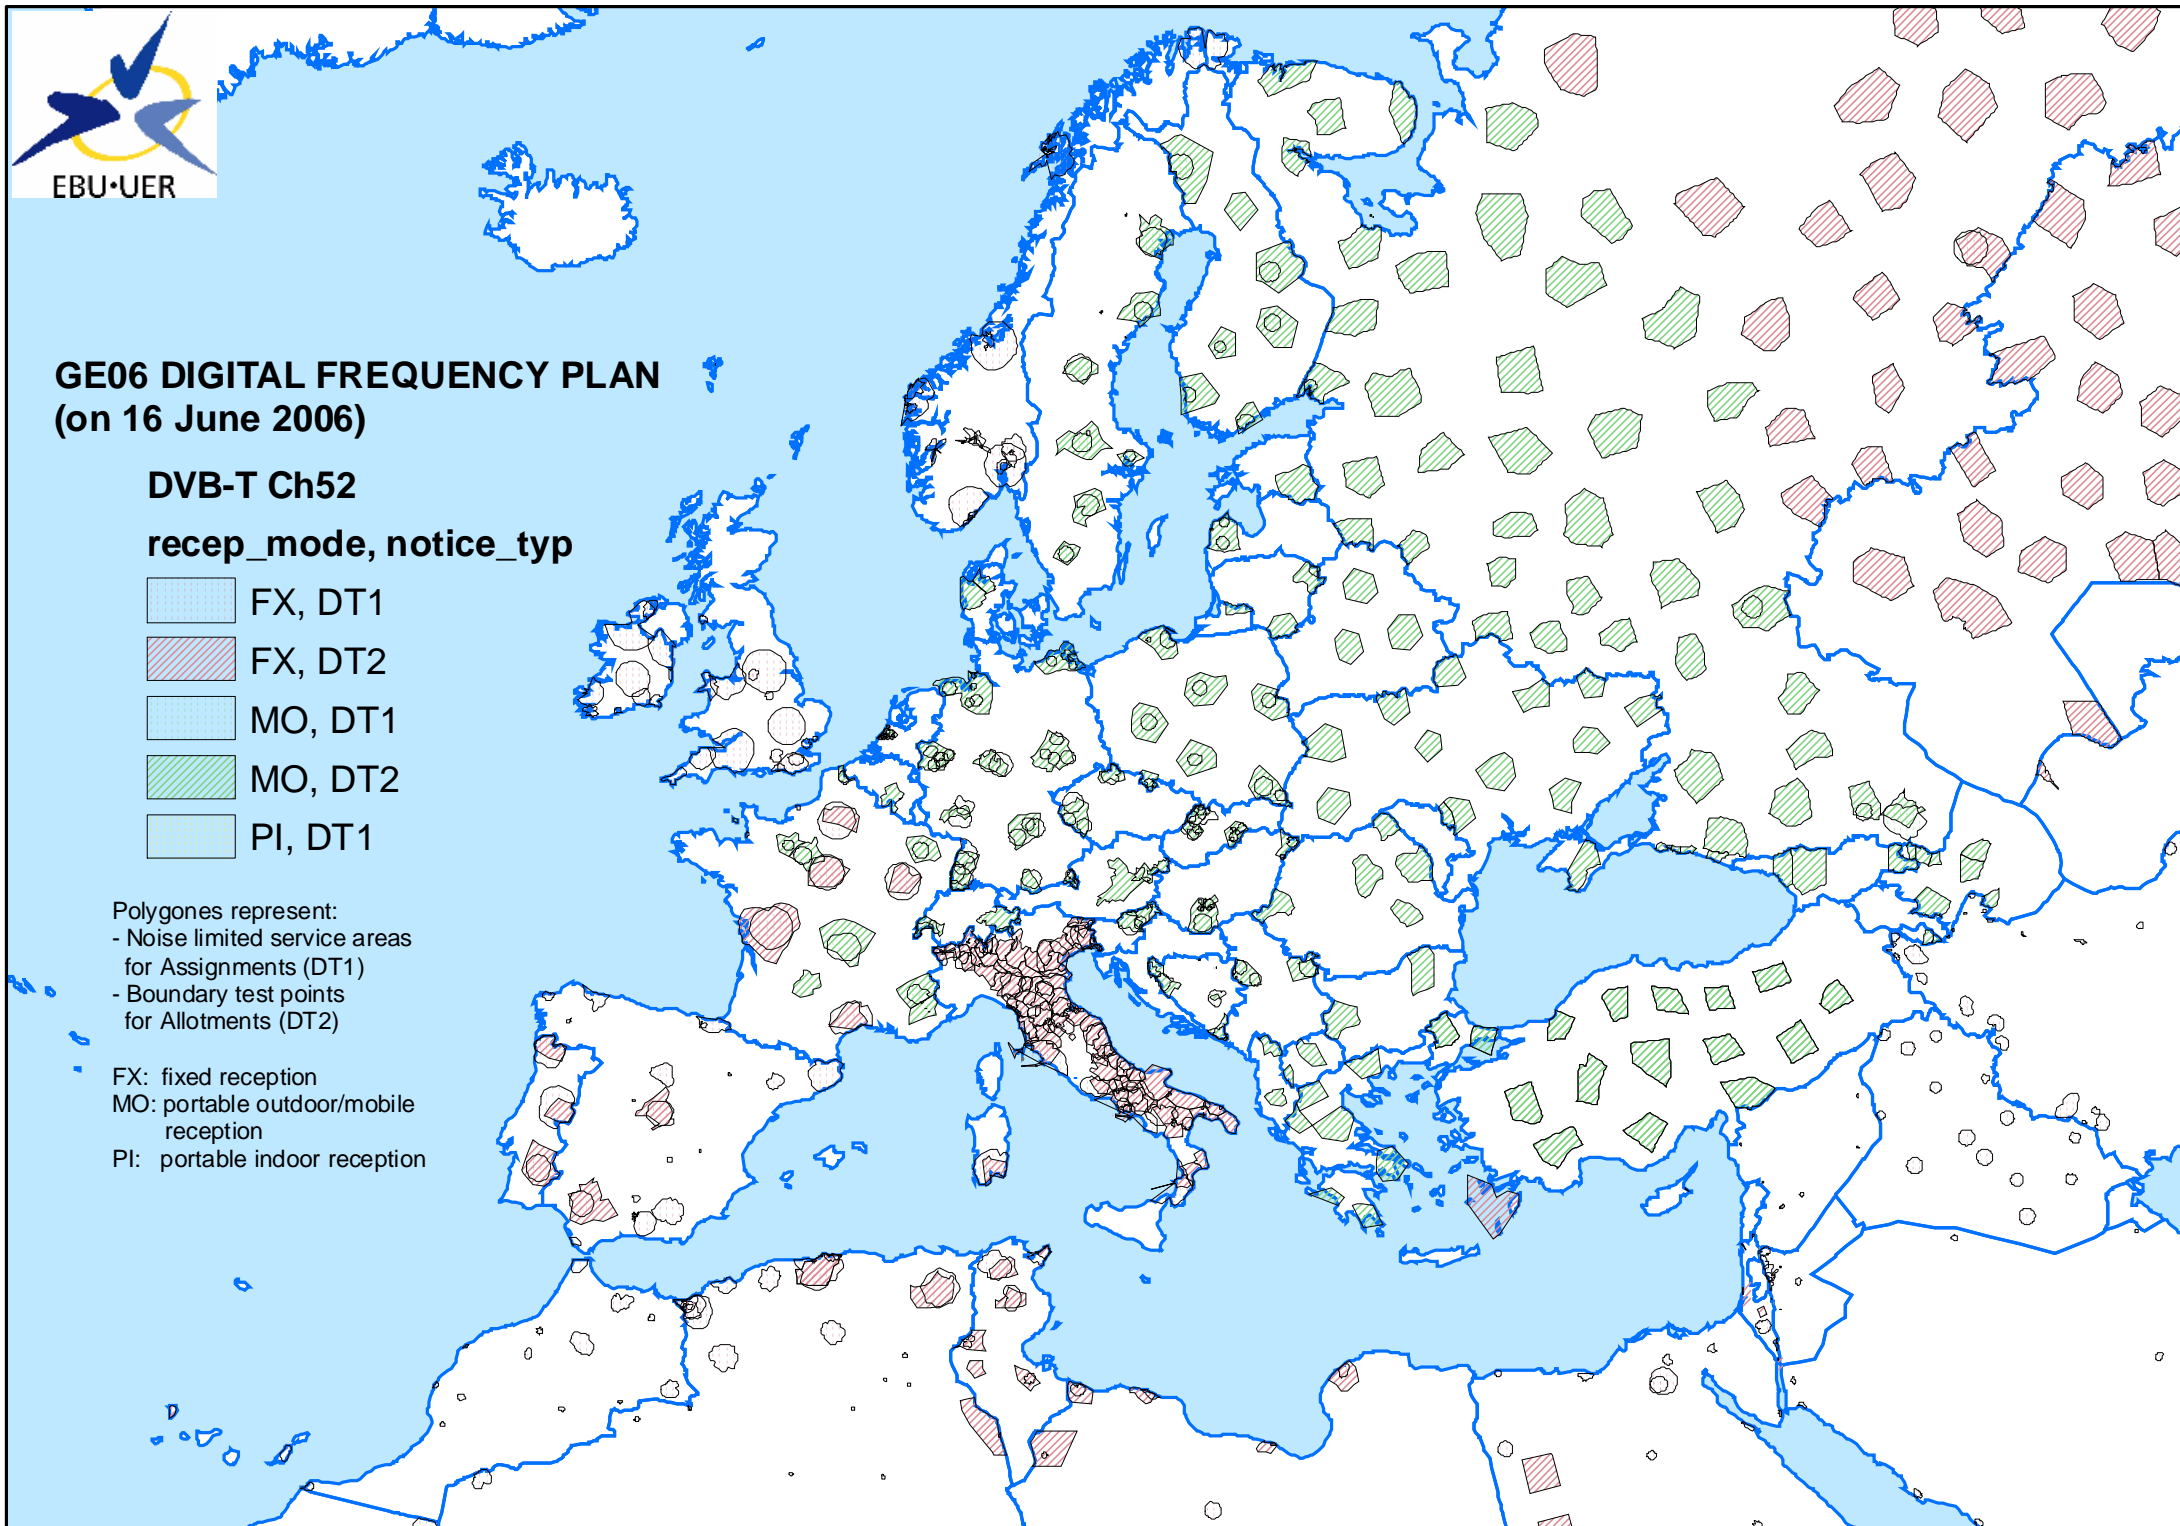 EBU·UER
GE06 DIGITAL FREQUENCY PLAN
(on 16 June 2006)
DVB-T Ch52
recep_mode, notice_typ
FX, DT1
FX, DT2
MO, DT1
MO, DT2
PI, DT1
Polygones represent:
- Noise limited service areas
for Assignments (DT1)
- Boundary test points
for Allotments (DT2)
FX: fixed reception
MO: portable outdoor/mobile
reception
PI: portable indoor reception